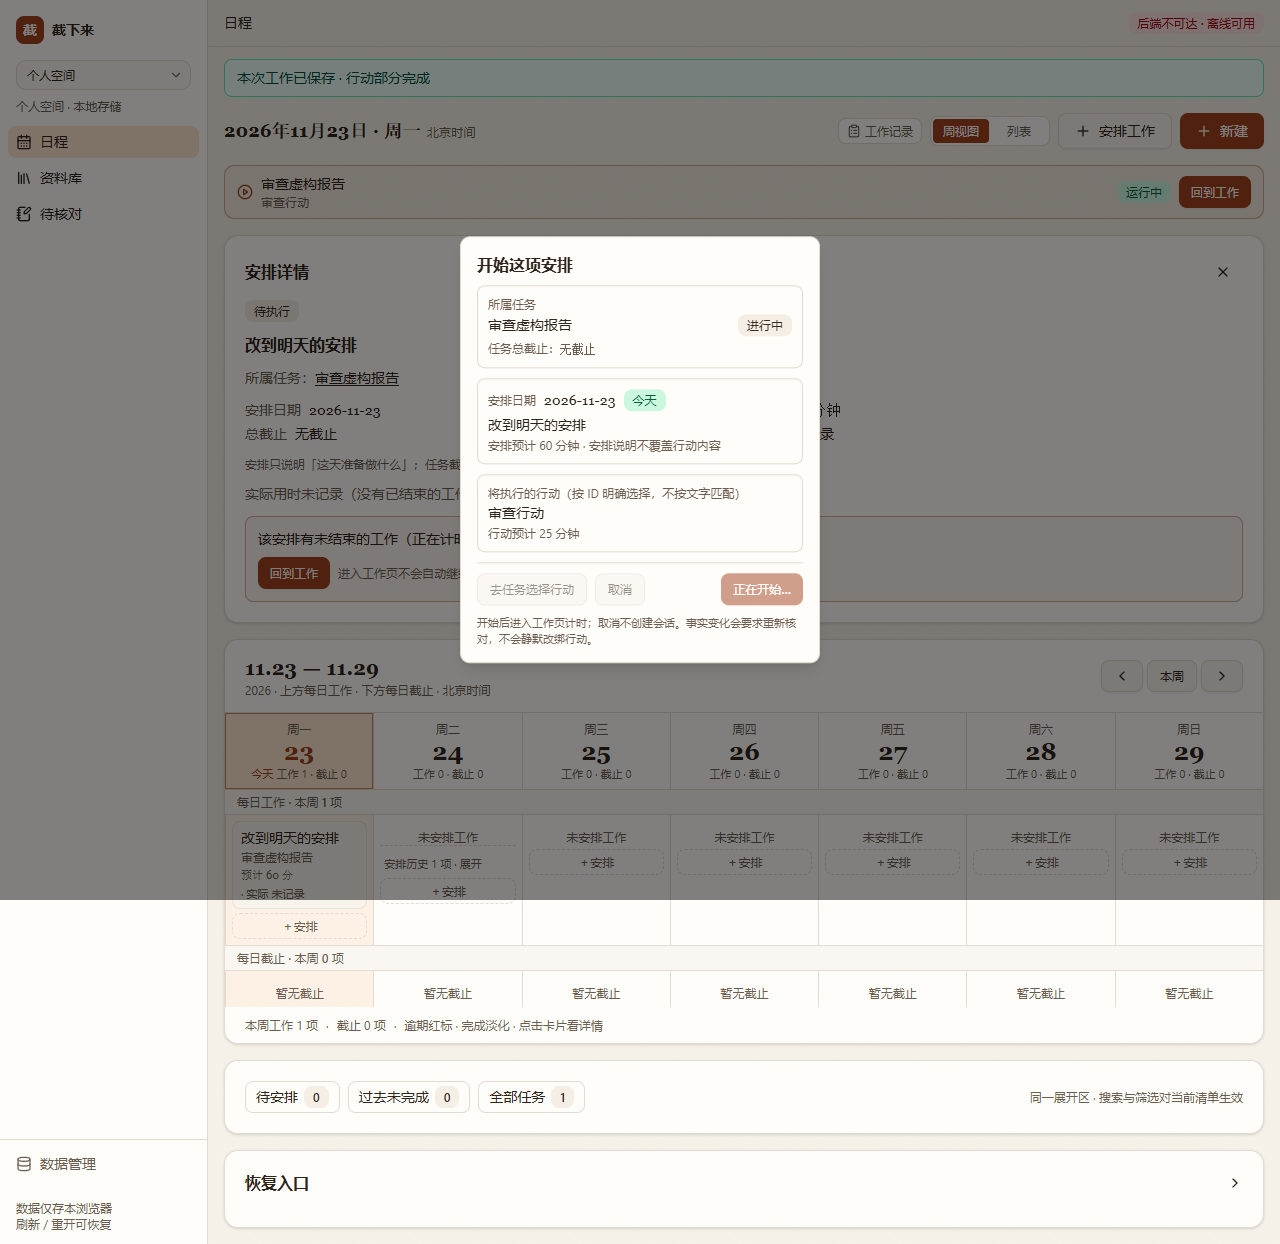 截 截下来
个人空间
个人空间 · 本地存储
日程
资料库
待核对
数据管理
数据仅存本浏览器
刷新 / 重开可恢复
日程
后端不可达 · 离线可用
本次工作已保存 · 行动部分完成
2026年11月23日 · 周一 北京时间
工作记录
周视图 列表
安排工作
新建
审查虚构报告
审查行动
运行中
回到工作
安排详情
待执行
改到明天的安排
所属任务： 审查虚构报告
安排日期 2026-11-23
分钟
总截止 无截止
录
安排只说明「这天准备做什么」；任务截
实际用时未记录（没有已结束的工作
该安排有未结束的工作（正在计时
回到工作 进入工作页不会自动继
开始这项安排
所属任务
审查虚构报告
进行中
任务总截止： 无截止
安排日期 2026-11-23 今天
改到明天的安排
安排预计 60 分钟 · 安排说明不覆盖行动内容
将执行的行动（按 ID 明确选择，不按文字匹配）
审查行动
行动预计 25 分钟
去任务选择行动 取消 正在开始...
开始后进入工作页计时；取消不创建会话。事实变化会要求重新核
对，不会静默改绑行动。
11.23 — 11.29
2026 · 上方每日工作 · 下方每日截止 · 北京时间
本周
周一 周二 周三 周四 周五 周六 周日
23 24 25 26 27 28 29
今天 工作 1 · 截止 0 工作 0 · 截止 0 工作 0 · 截止 0 工作 0 · 截止 0 工作 0 · 截止 0 工作 0 · 截止 0 工作 0 · 截止 0
每日工作 · 本周 1 项
改到明天的安排
审查虚构报告
预计 60 分
· 实际 未记录
+ 安排
未安排工作
安排历史 1 项 · 展开
+ 安排
未安排工作
+ 安排
未安排工作
+ 安排
未安排工作
+ 安排
未安排工作
+ 安排
未安排工作
+ 安排
每日截止 · 本周 0 项
暂无截止 暂无截止 暂无截止 暂无截止 暂无截止 暂无截止 暂无截止
本周工作 1 项 · 截止 0 项 · 逾期红标 · 完成淡化 · 点击卡片看详情
待安排 0 过去未完成 0 全部任务 1
同一展开区 · 搜索与筛选对当前清单生效
恢复入口